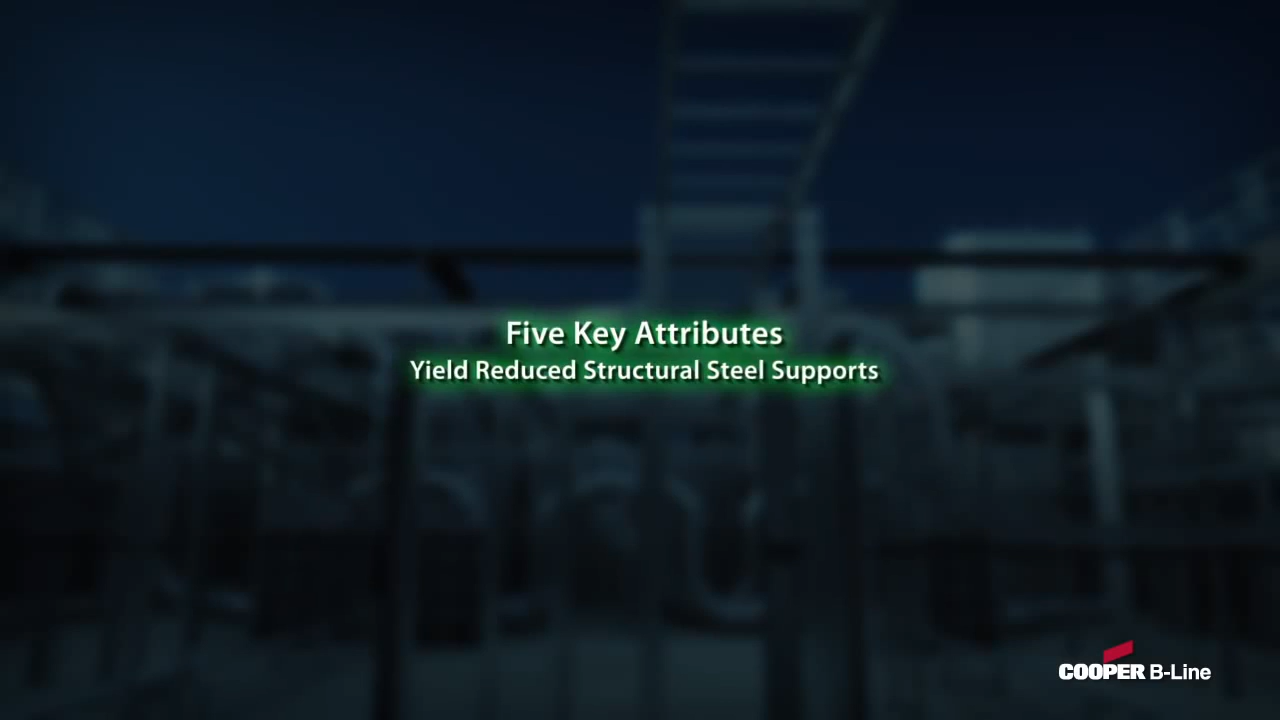 Five Key Attributes
Yield Reduced Structural Steel Supports
COOPER B-Line